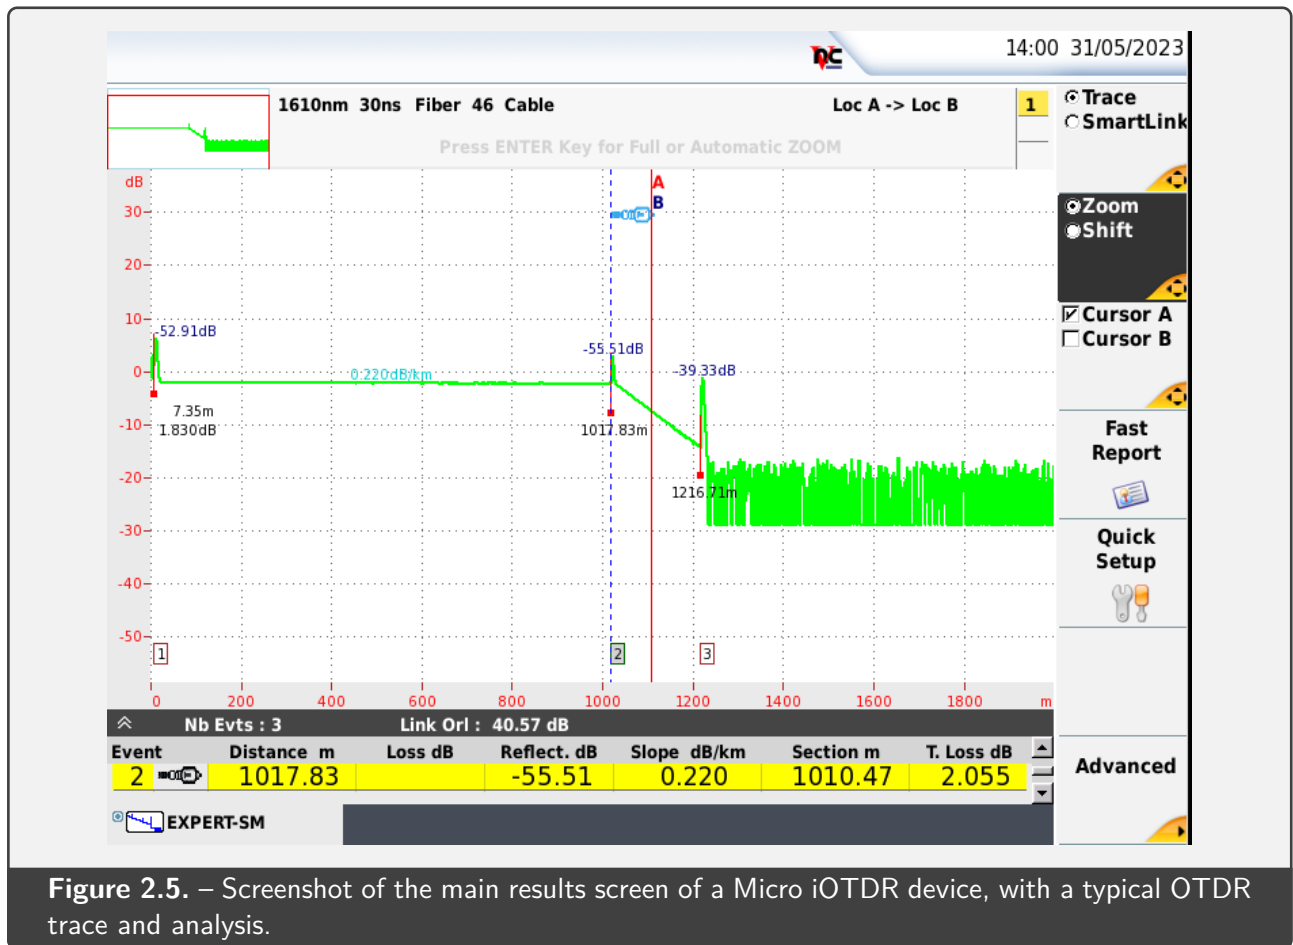 14:00 31/05/2023
VNC
1610nm 30ns Fiber 46 Cable
Loc A -> Loc B
1
Press ENTER Key for Full or Automatic ZOOM
Trace
SmartLink
Zoom
Shift
Cursor A
Cursor B
Fast
Report
Quick
Setup
Advanced
dB
30
20
10
0
-10
-20
-30
-40
-50
A
B
-52.91dB
-55.51dB
-39.33dB
0.220dB/km
7.35m
1.830dB
1017.83m
1216.71m
1
2
3
0 200 400 600 800 1000 1200 1400 1600 1800 m
Nb Evts : 3 Link Orl : 40.57 dB
Event Distance m Loss dB Reflect. dB Slope dB/km Section m T. Loss dB
2 1017.83 -55.51 0.220 1010.47 2.055
EXPERT-SM
Figure 2.5. – Screenshot of the main results screen of a Micro iOTDR device, with a typical OTDR
trace and analysis.